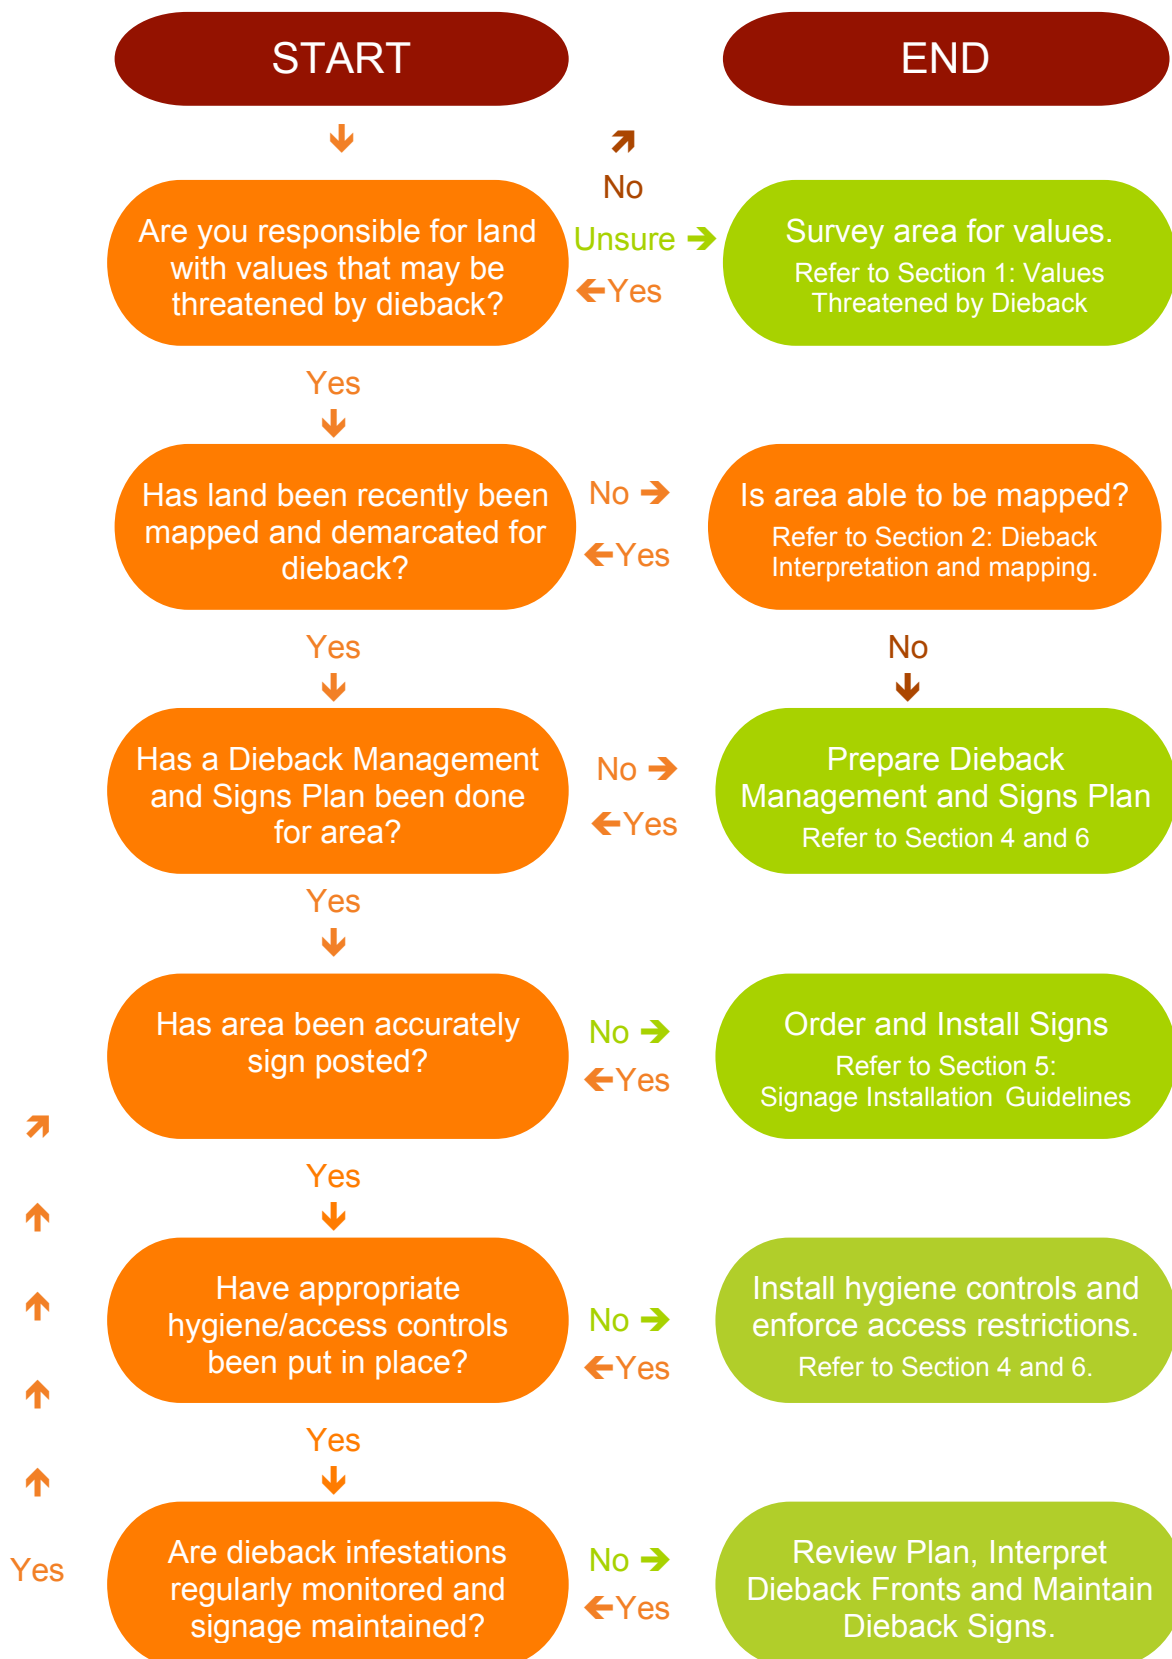 START
END
No
Are you responsible for land
with values that may be
threatened by dieback?
Unsure →
←Yes
Survey area for values.
Refer to Section 1: Values
Threatened by Dieback
Yes
Has land been recently been
mapped and demarcated for
dieback?
No →
←Yes
Is area able to be mapped?
Refer to Section 2: Dieback
Interpretation and mapping.
Yes
No
Has a Dieback Management
and Signs Plan been done
for area?
No →
←Yes
Prepare Dieback
Management and Signs Plan
Refer to Section 4 and 6
Yes
Has area been accurately
sign posted?
No →
←Yes
Order and Install Signs
Refer to Section 5:
Signage Installation Guidelines
Yes
Have appropriate
hygiene/access controls
been put in place?
No →
←Yes
Install hygiene controls and
enforce access restrictions.
Refer to Section 4 and 6.
Yes
Yes
Are dieback infestations
regularly monitored and
signage maintained?
No →
←Yes
Review Plan, Interpret
Dieback Fronts and Maintain
Dieback Signs.